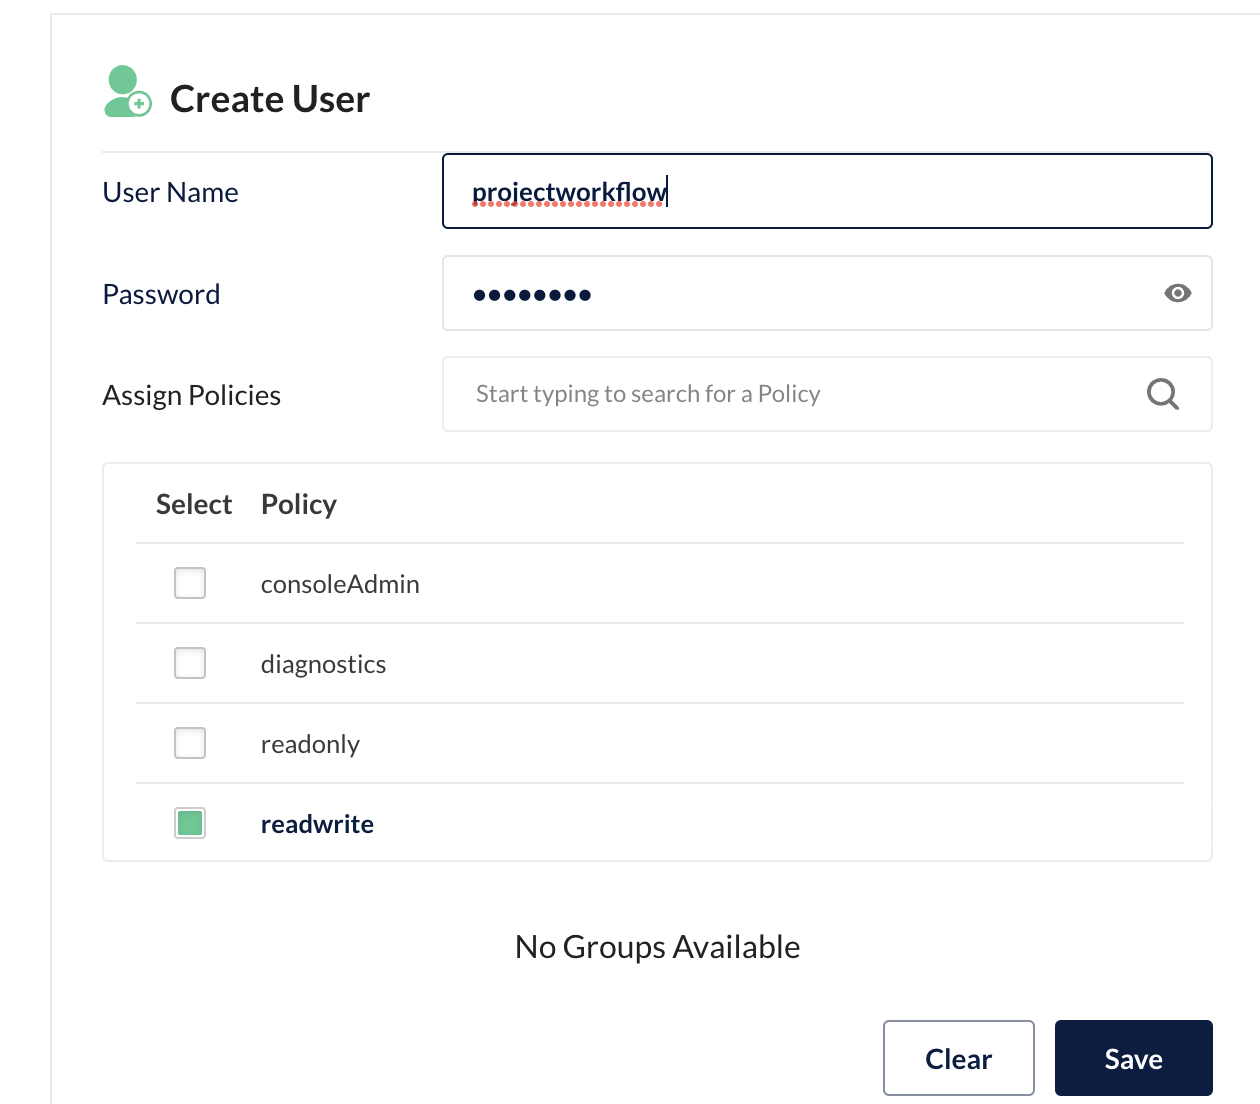 Create User
User Name
projectworkflow
Password
••••••••
Assign Policies
Start typing to search for a Policy
Select Policy
consoleAdmin
diagnostics
readonly
readwrite
No Groups Available
Clear
Save